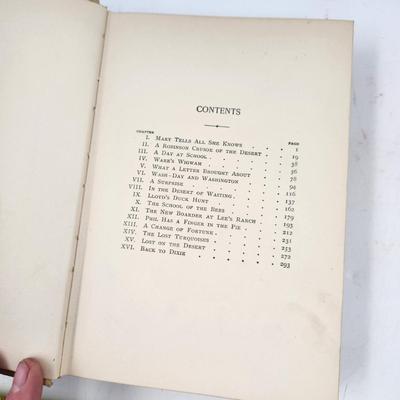 CONTENTS
CHAPTER PAGE
I. MARY TELLS ALL SHE KNOWS . . . 1
II. A ROBINSON CRUSOE OF THE DESERT . . 19
III. A DAY AT SCHOOL . . . . . 38
IV. WARE'S WIGWAM . . . . . 56
V. WHAT A LETTER BROUGHT ABOUT . . . 78
VI. WASH-DAY AND WASHINGTON . . . 94
VII. A SURPRISE . . . . . . 116
VIII. IN THE DESERT OF WAITING . . . 137
IX. LLOYD'S DUCK HUNT . . . . 162
X. THE SCHOOL OF THE BEES . . . 179
XI. THE NEW BOARDER AT LEE'S RANCH . . 193
XII. PHIL HAS A FINGER IN THE PIE . . . 212
XIII. A CHANGE OF FORTUNE . . . . 231
XIV. THE LOST TURQUOISES . . . . 253
XV. LOST ON THE DESERT . . . . 272
XVI. BACK TO DIXIE . . . . . 293